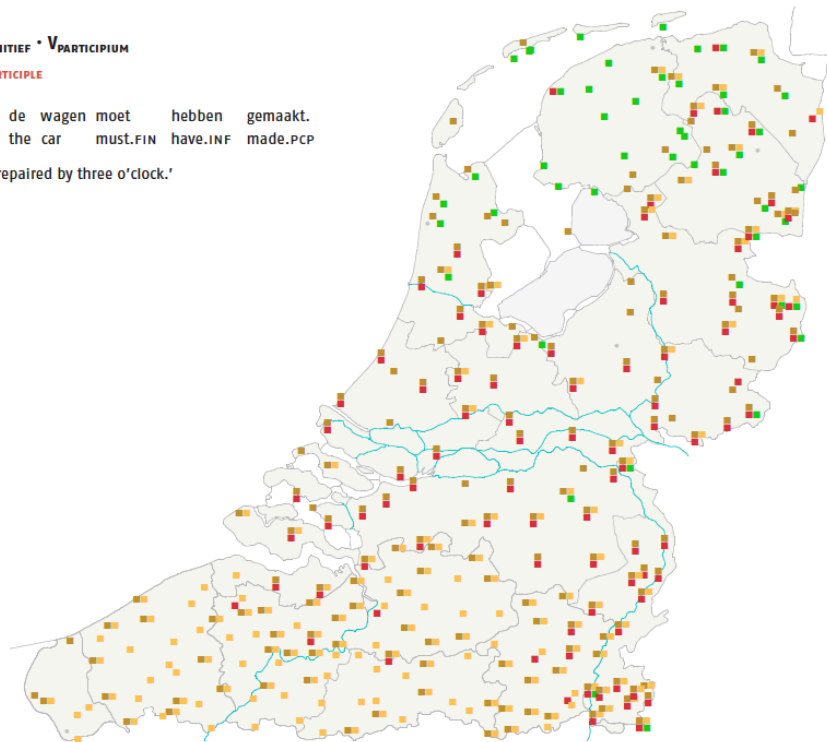 NITIEF · VPARTICIPIUM
RTICIPLE
de wagen moet hebben gemaakt.
the car must.FIN have.INF made.PCP
repaired by three o'clock.'